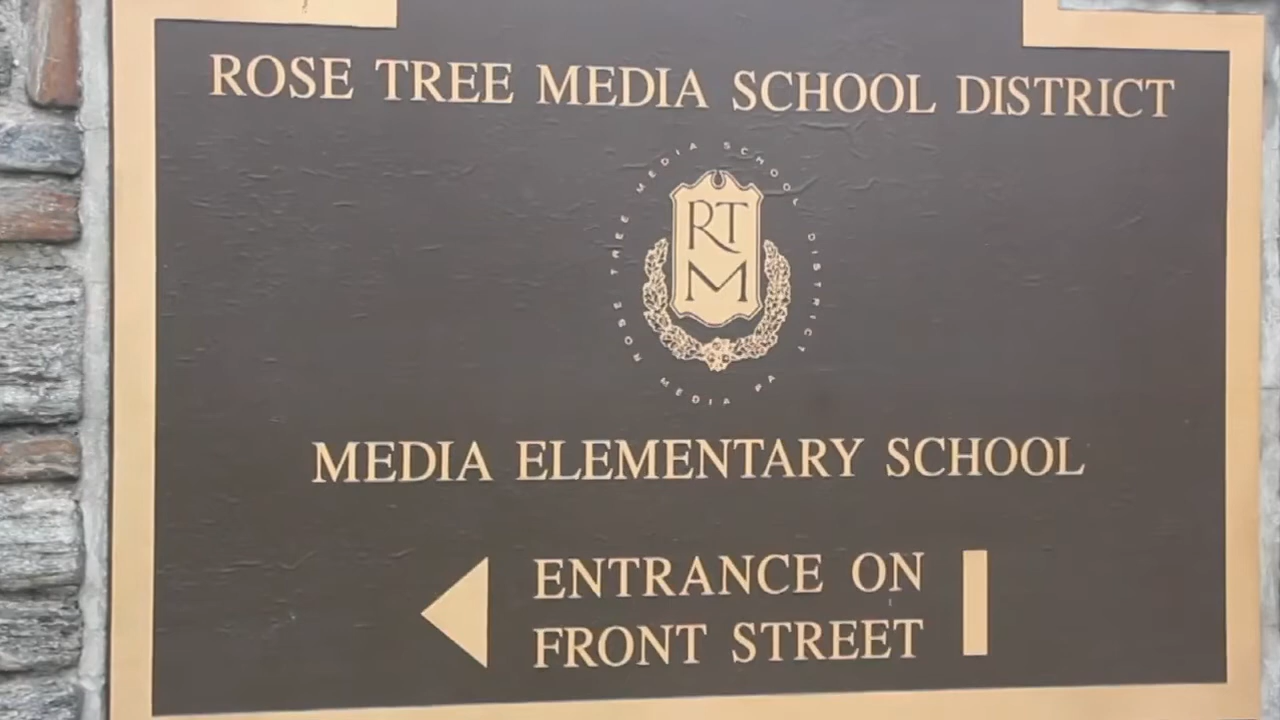 ROSE TREE MEDIA SCHOOL DISTRICT
ROSE TREE MEDIA SCHOOL DISTRICT
MEDIA PA
RT
M
MEDIA ELEMENTARY SCHOOL
ENTRANCE ON
FRONT STREET